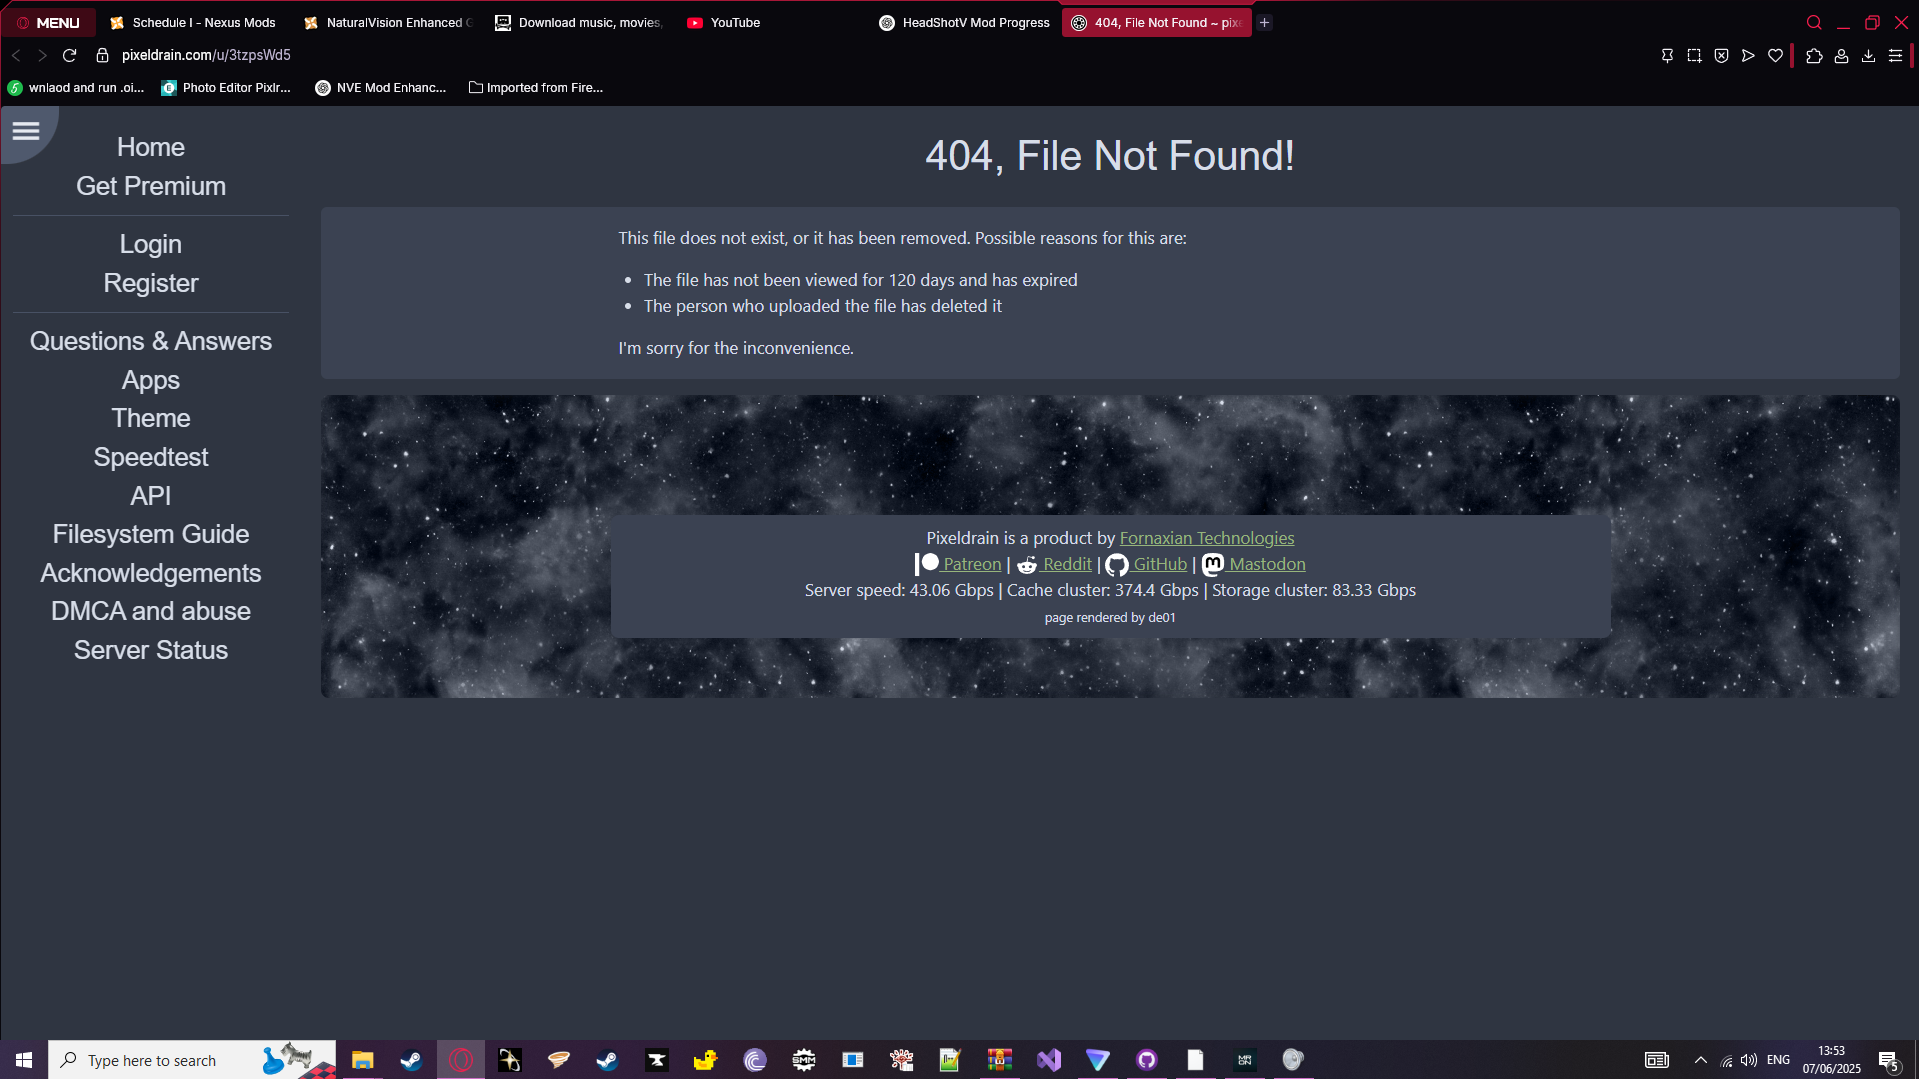 MENU
Schedule I - Nexus Mods
NaturalVision Enhanced G
Download music, movies,
YouTube
HeadShotV Mod Progress
404, File Not Found ~ pix
pixeldrain.com/u/3tzpsWd5
wnlaod and run .oi...
Photo Editor Pixlr...
NVE Mod Enhanc...
Imported from Fire...
Home
Get Premium
Login
Register
Questions & Answers
Apps
Theme
Speedtest
API
Filesystem Guide
Acknowledgements
DMCA and abuse
Server Status
404, File Not Found!
This file does not exist, or it has been removed. Possible reasons for this are:
• The file has not been viewed for 120 days and has expired
• The person who uploaded the file has deleted it
I'm sorry for the inconvenience.
Pixeldrain is a product by Fornaxian Technologies
Patreon | Reddit | GitHub | Mastodon
Server speed: 43.06 Gbps | Cache cluster: 374.4 Gbps | Storage cluster: 83.33 Gbps
page rendered by de01
Type here to search
SMM
MR
ON
ENG
13:53
07/06/2025
5